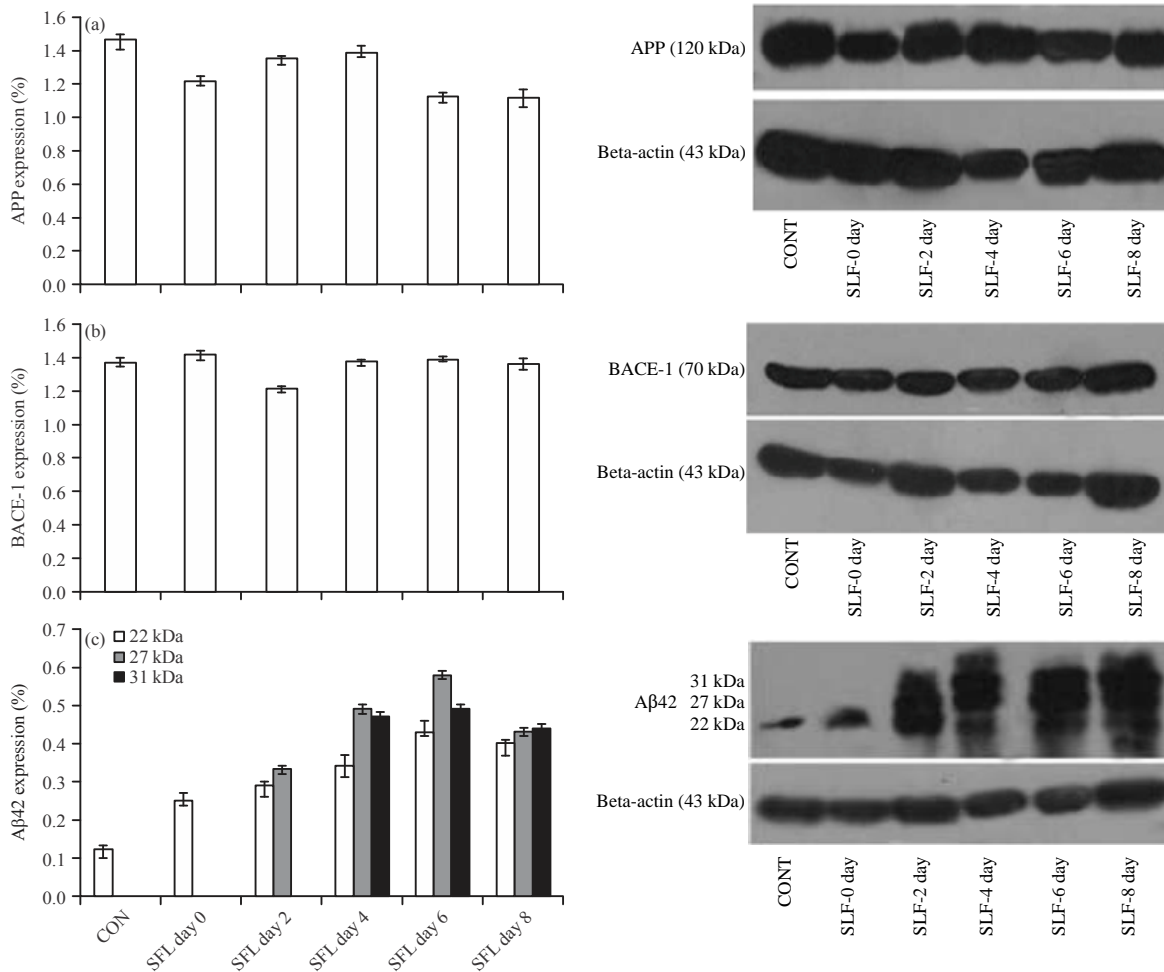 (a)
APP expression (%)
1.6
1.4
1.2
1.0
0.8
0.6
1.4
0.2
0.0
APP (120 kDa)
Beta-actin (43 kDa)
CONT
SLF-0 day
SLF-2 day
SLF-4 day
SLF-6 day
SLF-8 day
(b)
BACE-1 expression (%)
1.6
1.4
1.2
1.0
0.8
0.6
1.4
0.2
0.0
BACE-1 (70 kDa)
Beta-actin (43 kDa)
CONT
SLF-0 day
SLF-2 day
SLF-4 day
SLF-6 day
SLF-8 day
(c)
22 kDa
27 kDa
31 kDa
Aβ42 expression (%)
0.7
0.6
0.5
0.4
0.3
0.2
0.1
0.0
CON
SFL day 0
SFL day 2
SFL day 4
SFL day 6
SFL day 8
31 kDa
Aβ42 27 kDa
22 kDa
Beta-actin (43 kDa)
CONT
SLF-0 day
SLF-2 day
SLF-4 day
SLF-6 day
SLF-8 day